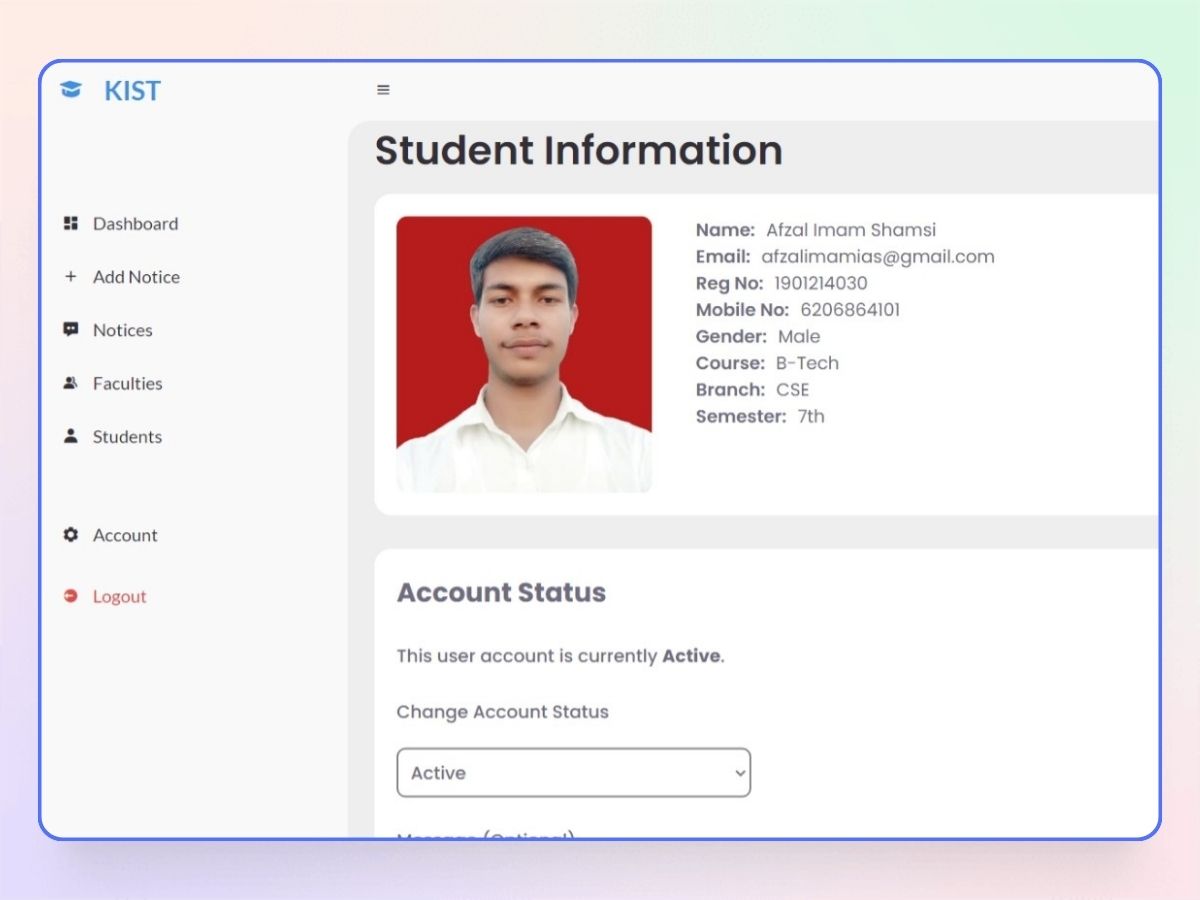 KIST
Student Information
Dashboard
Add Notice
Notices
Faculties
Students
Account
Logout
Name: Afzal Imam Shamsi
Email: afzalimamias@gmail.com
Reg No: 1901214030
Mobile No: 6206864101
Gender: Male
Course: B-Tech
Branch: CSE
Semester: 7th
Account Status
This user account is currently Active.
Change Account Status
Active
Message (Optional)